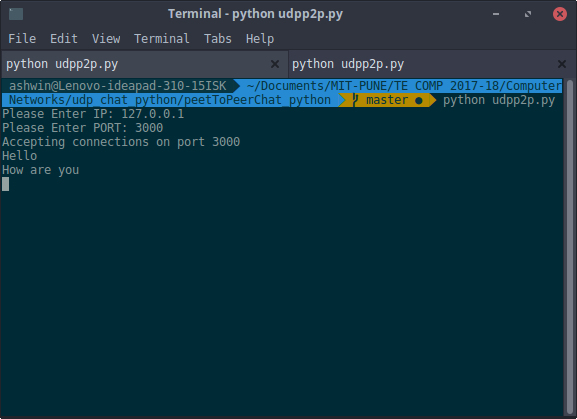 Terminal - python udpp2p.py
File Edit View Terminal Tabs Help
python udpp2p.py python udpp2p.py
ashwin@Lenovo-ideapad-310-15ISK ~/Documents/MIT-PUNE/TE COMP 2017-18/Computer
Networks/udp chat python/peetToPeerChat_python master ● python udpp2p.py
Please Enter IP: 127.0.0.1
Please Enter PORT: 3000
Accepting connections on port 3000
Hello
How are you